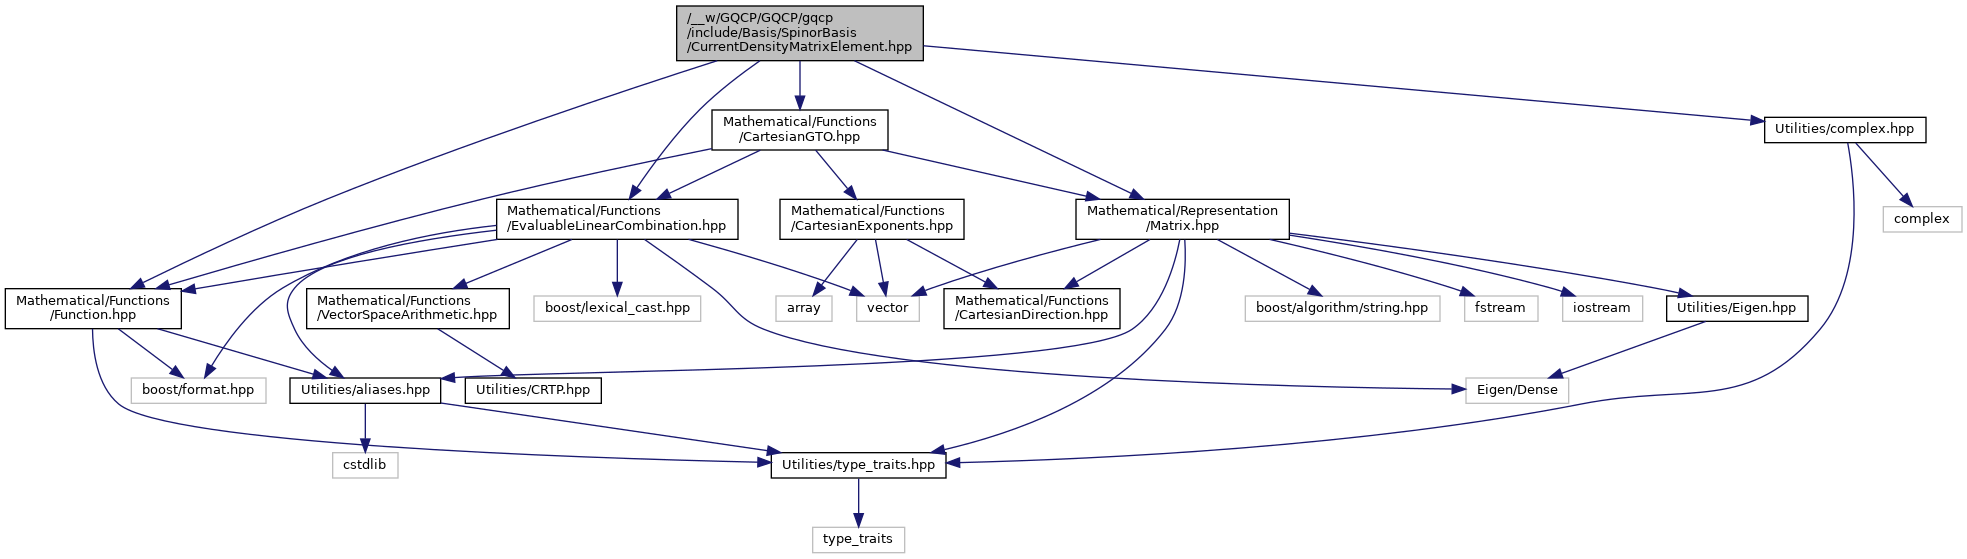 /__w/GQCP/GQCP/gqcp
/include/Basis/SpinorBasis
/CurrentDensityMatrixElement.hpp
Mathematical/Functions
/CartesianGTO.hpp
Utilities/complex.hpp
Mathematical/Functions
/EvaluableLinearCombination.hpp
Mathematical/Functions
/CartesianExponents.hpp
Mathematical/Representation
/Matrix.hpp
complex
Mathematical/Functions
/Function.hpp
Mathematical/Functions
/VectorSpaceArithmetic.hpp
boost/lexical_cast.hpp
array
vector
Mathematical/Functions
/CartesianDirection.hpp
boost/algorithm/string.hpp
fstream
iostream
Utilities/Eigen.hpp
boost/format.hpp
Utilities/aliases.hpp
Utilities/CRTP.hpp
Eigen/Dense
cstdlib
Utilities/type_traits.hpp
type_traits